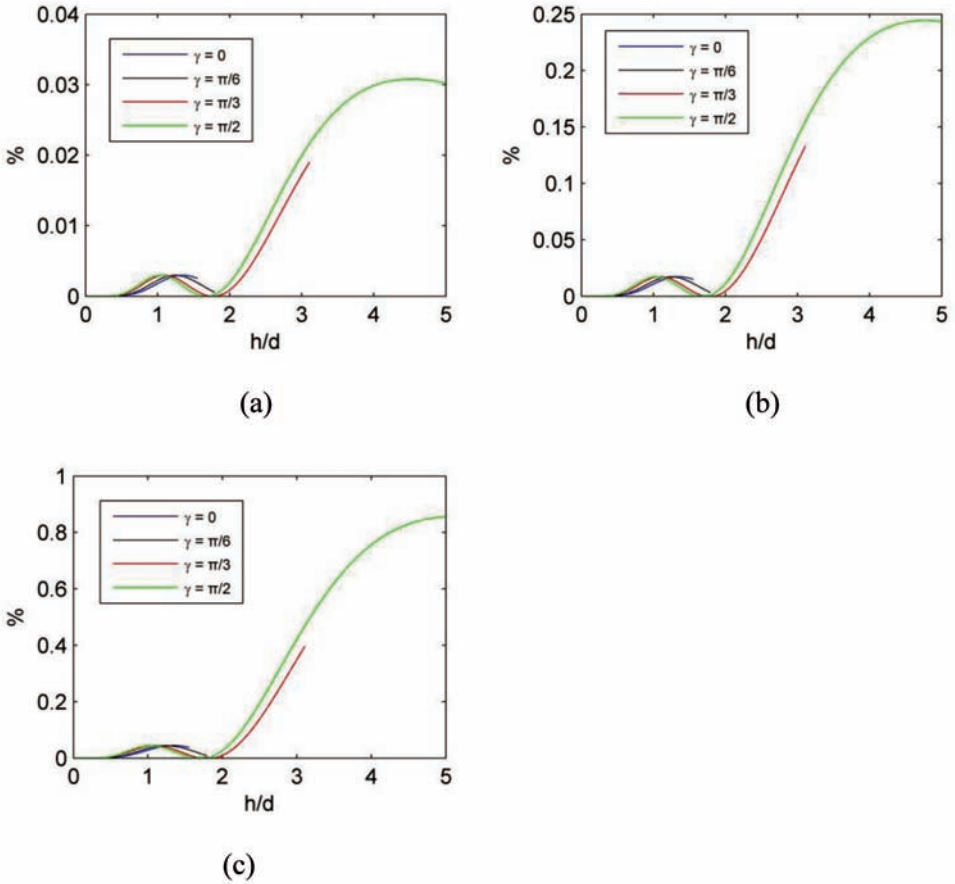 0.04
0.03
0.02
0.01
0
%
γ = 0
γ = π/6
γ = π/3
γ = π/2
0 1 2 3 4 5
h/d
(a)
0.25
0.2
0.15
0.1
0.05
0
%
γ = 0
γ = π/6
γ = π/3
γ = π/2
0 1 2 3 4 5
h/d
(b)
1
0.8
0.6
0.4
0.2
0
%
γ = 0
γ = π/6
γ = π/3
γ = π/2
0 1 2 3 4 5
h/d
(c)